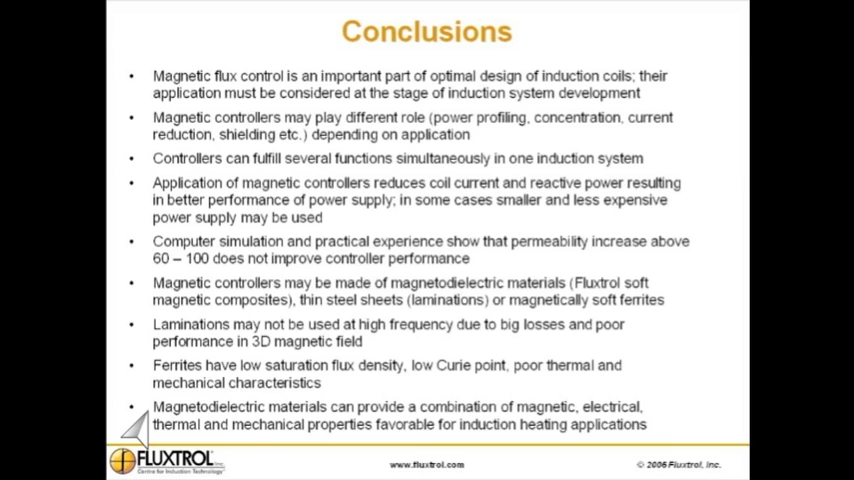 Conclusions
• Magnetic flux control is an important part of optimal design of induction coils; their
application must be considered at the stage of induction system development
• Magnetic controllers may play different role (power profiling, concentration, current
reduction, shielding etc.) depending on application
• Controllers can fulfill several functions simultaneously in one induction system
• Application of magnetic controllers reduces coil current and reactive power resulting
in better performance of power supply; in some cases smaller and less expensive
power supply may be used
• Computer simulation and practical experience show that permeability increase above
60 – 100 does not improve controller performance
• Magnetic controllers may be made of magnetodielectric materials (Fluxtrol soft
magnetic composites), thin steel sheets (laminations) or magnetically soft ferrites
• Laminations may not be used at high frequency due to big losses and poor
performance in 3D magnetic field
• Ferrites have low saturation flux density, low Curie point, poor thermal and
mechanical characteristics
• Magnetodielectric materials can provide a combination of magnetic, electrical,
thermal and mechanical properties favorable for induction heating applications
FLUXTROL Inc.
Centre for Induction Technology
www.fluxtrol.com
© 2006 Fluxtrol, Inc.